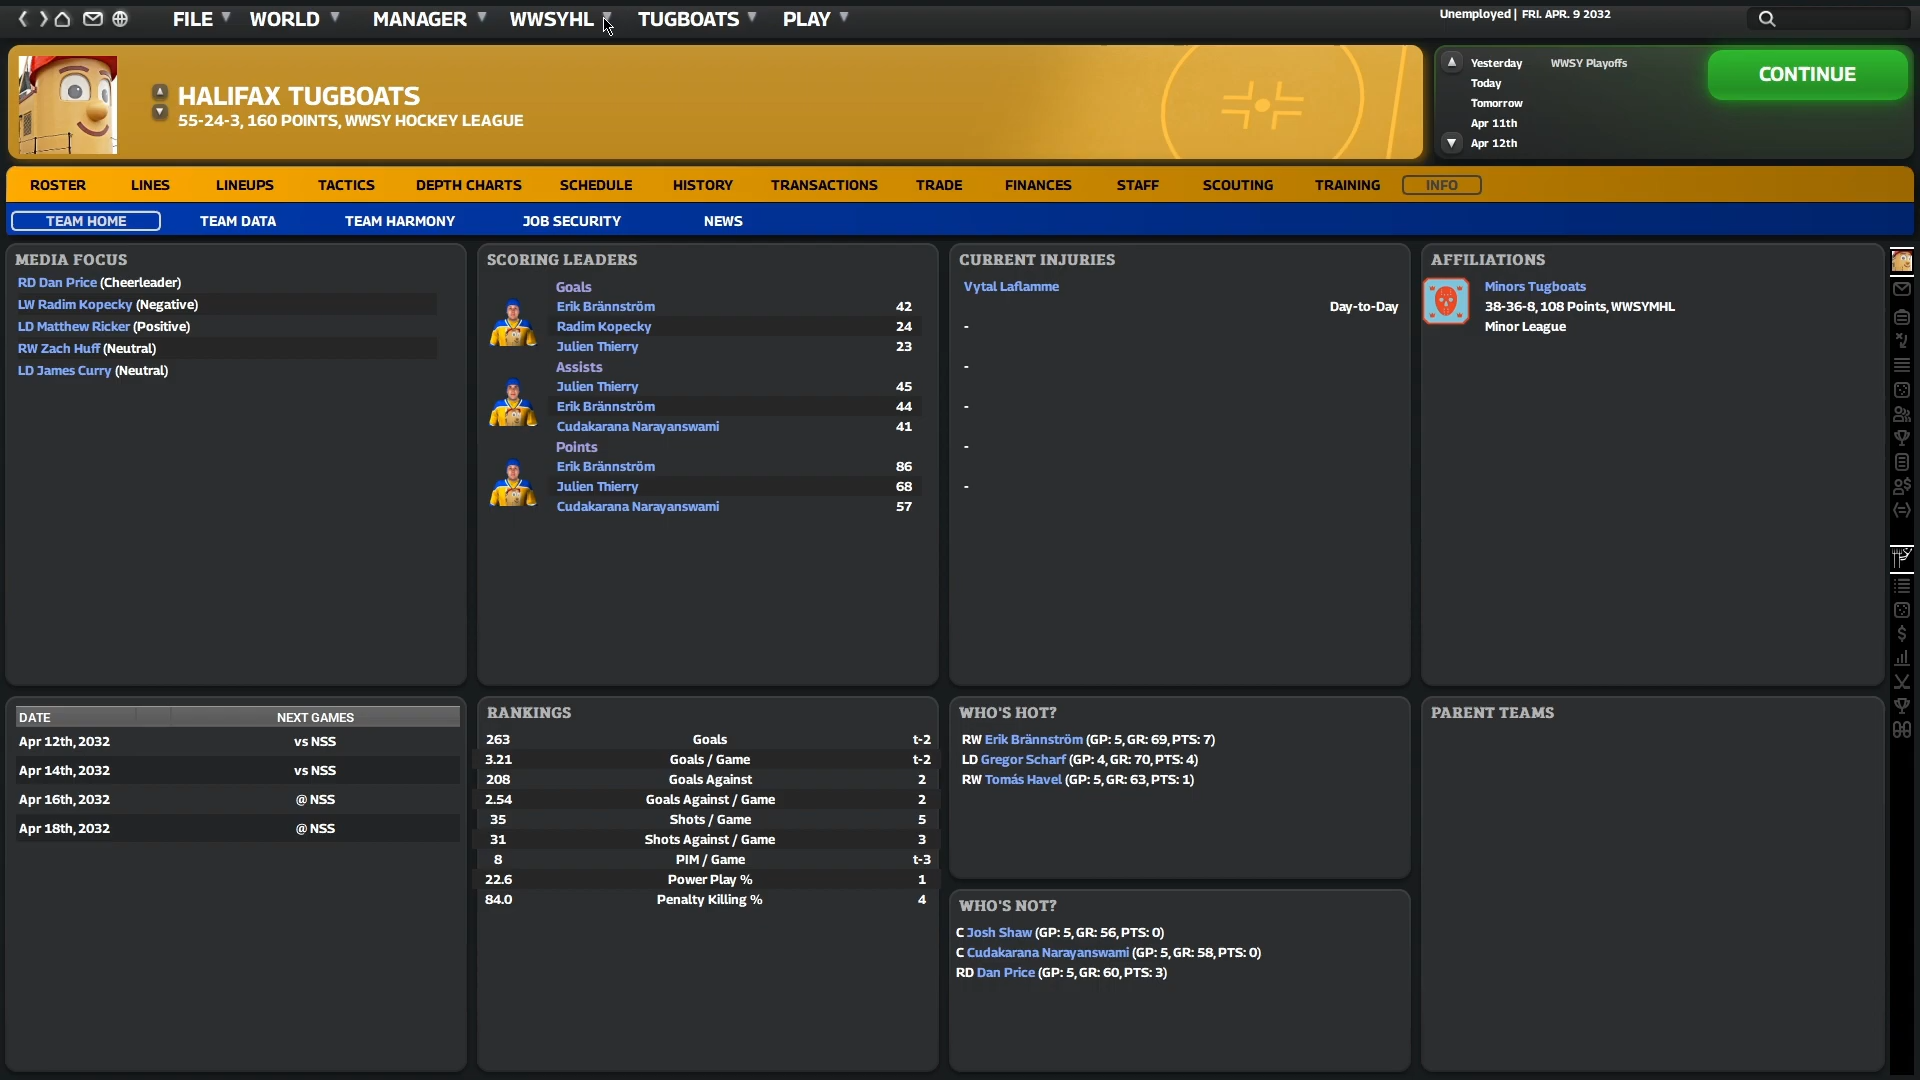 FILE WORLD MANAGER WWSYHL TUGBOATS PLAY
Unemployed | FRI. APR. 9 2032
HALIFAX TUGBOATS
55-24-3, 160 POINTS, WWSY HOCKEY LEAGUE
Yesterday WWSY Playoffs
Today
Tomorrow
Apr 11th
Apr 12th
CONTINUE
ROSTER LINES LINEUPS TACTICS DEPTH CHARTS SCHEDULE HISTORY TRANSACTIONS TRADE FINANCES STAFF SCOUTING TRAINING INFO
TEAM HOME TEAM DATA TEAM HARMONY JOB SECURITY NEWS
MEDIA FOCUS
RD Dan Price (Cheerleader)
LW Radim Kopecky (Negative)
LD Matthew Ricker (Positive)
RW Zach Huff (Neutral)
LD James Curry (Neutral)
SCORING LEADERS
Goals
Erik Brännström 42
Radim Kopecky 24
Julien Thierry 23
Assists
Julien Thierry 45
Erik Brännström 44
Cudakarana Narayanswami 41
Points
Erik Brännström 86
Julien Thierry 68
Cudakarana Narayanswami 57
CURRENT INJURIES
Vytal Laflamme
Day-to-Day
-
-
-
-
-
AFFILIATIONS
Minors Tugboats
38-36-8, 108 Points, WWSYMHL
Minor League
DATE NEXT GAMES
Apr 12th, 2032 vs NSS
Apr 14th, 2032 vs NSS
Apr 16th, 2032 @ NSS
Apr 18th, 2032 @ NSS
RANKINGS
263 Goals t-2
3.21 Goals / Game t-2
208 Goals Against 2
2.54 Goals Against / Game 2
35 Shots / Game 5
31 Shots Against / Game 3
8 PIM / Game t-3
22.6 Power Play % 1
84.0 Penalty Killing % 4
WHO'S HOT?
RW Erik Brännström (GP: 5, GR: 69, PTS: 7)
LD Gregor Scharf (GP: 4, GR: 70, PTS: 4)
RW Tomás Havel (GP: 5, GR: 63, PTS: 1)
WHO'S NOT?
C Josh Shaw (GP: 5, GR: 56, PTS: 0)
C Cudakarana Narayanswami (GP: 5, GR: 58, PTS: 0)
RD Dan Price (GP: 5, GR: 60, PTS: 3)
PARENT TEAMS